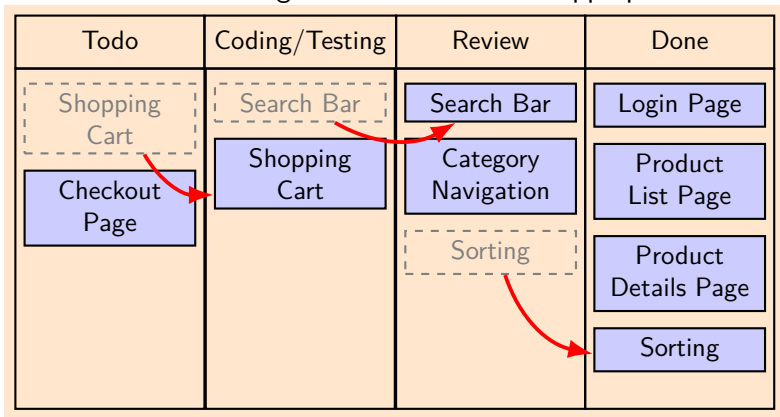 Todo
Coding/Testing
Review
Done
Shopping
Cart
Checkout
Page
Search Bar
Shopping
Cart
Search Bar
Category
Navigation
Sorting
Login Page
Product
List Page
Product
Details Page
Sorting